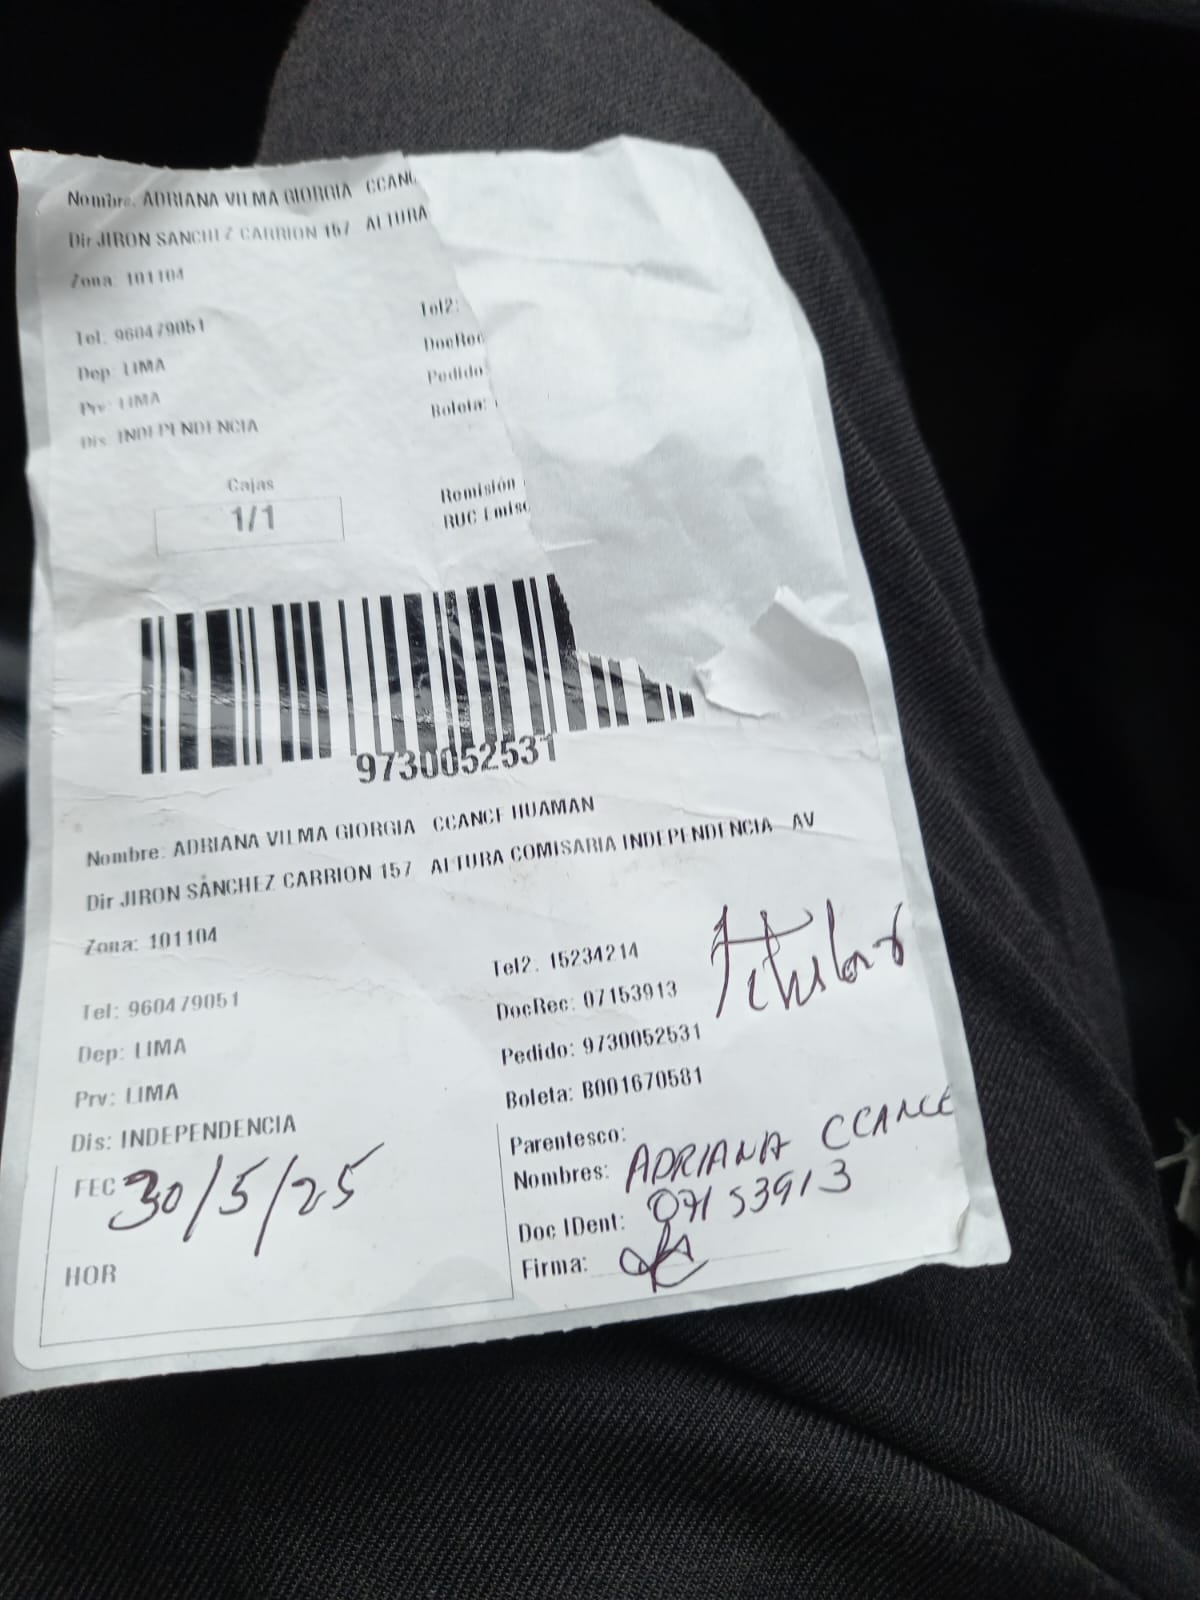 Nombre: ADRIANA VILMA GIORGIA CCANC
Dir JIRON SANCHEZ CARRION 157 ALTURA
Zona: 101104
Tel: 960479051
Tel2:
Dep: LIMA
DocRec
Prv: LIMA
Pedido
Dis: INDEPENDENCIA
Boleta:
Cajas
1/1
Remisión
RUC Emiso
9730052531
Nombre: ADRIANA VILMA GIORGIA CCANCE HUAMAN
Dir JIRON SANCHEZ CARRION 157 ALTURA COMISARIA INDEPENDENCIA AV
Zona: 101104
Tel: 960479051
Tel2: 15234214
Dep: LIMA
DocRec: 07153913
Prv: LIMA
Pedido: 9730052531
Dis: INDEPENDENCIA
Boleta: B001670581
Titular
Parentesco:
FEC 30/5/25
Nombres: ADRIANA CCANCE
Doc IDent: 07153913
HOR
Firma: